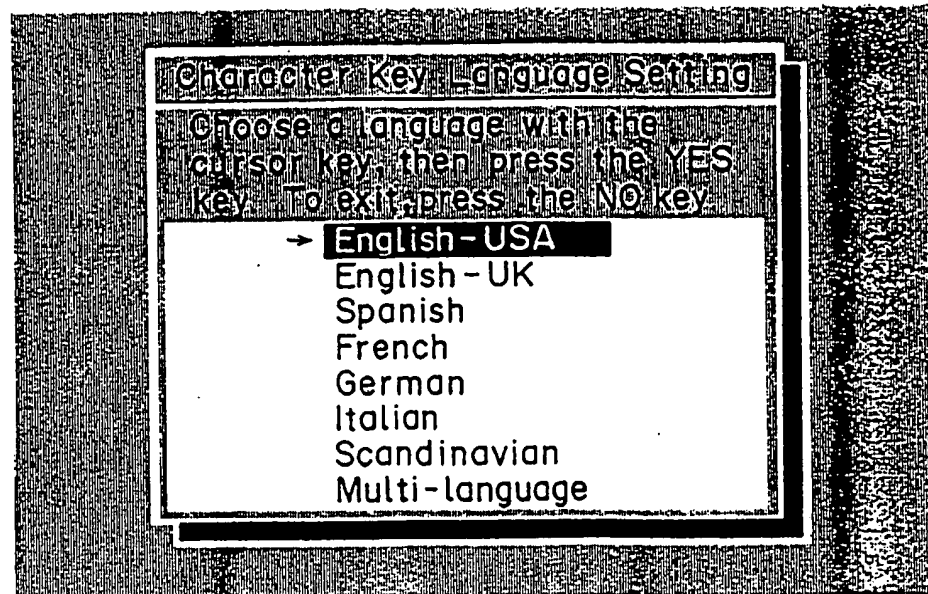 Character Key Language Setting
Choose a language with the
cursor key, then press the YES
key. To exit, press the NO key
→ English-USA
English-UK
Spanish
French
German
Italian
Scandinavian
Multi-language